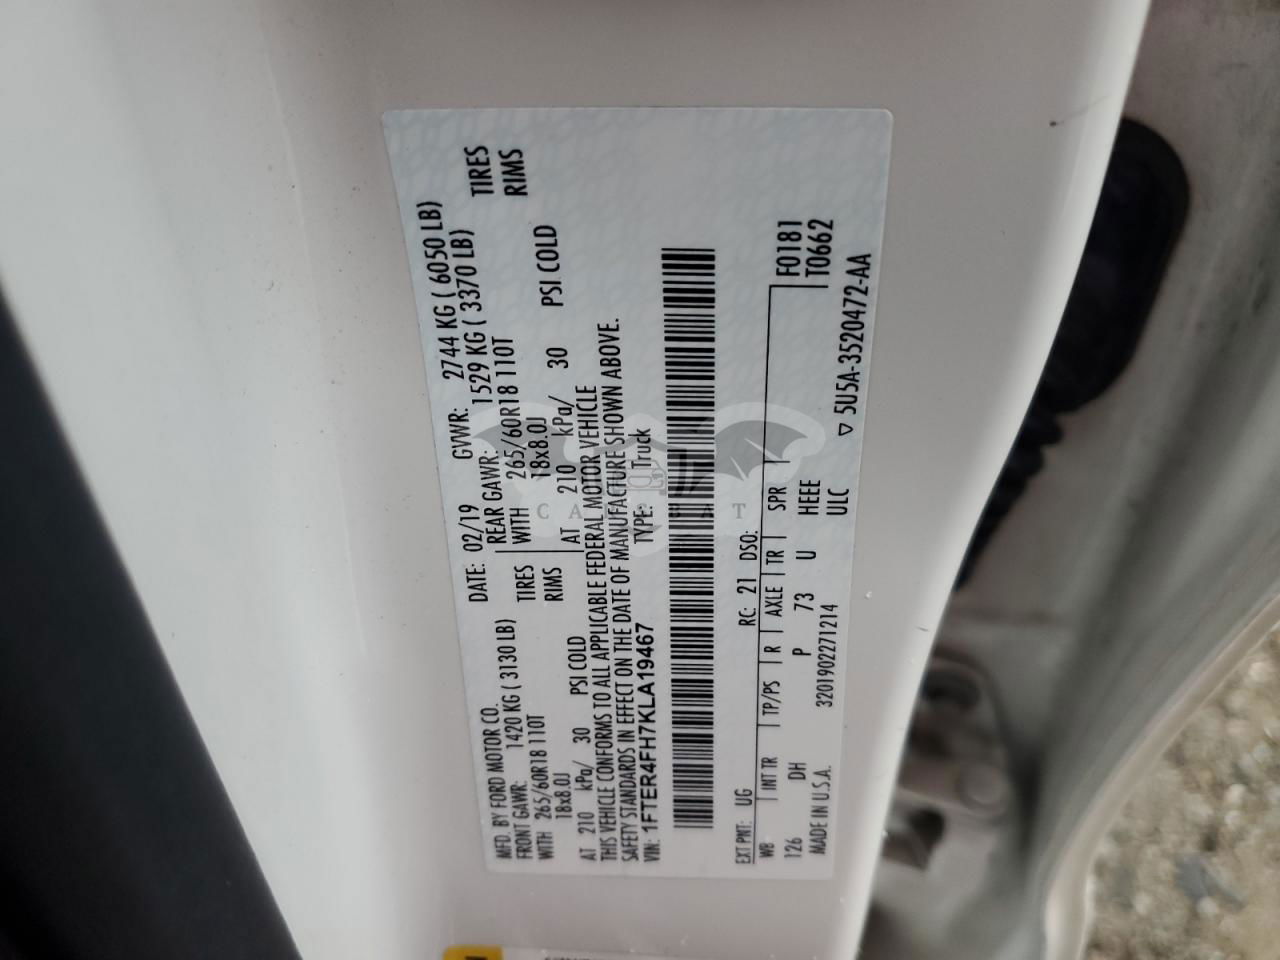 MFD. BY FORD MOTOR CO.
DATE: 02/19 GVWR: 2744 KG ( 6050 LB)
FRONT GAWR: 1420 KG ( 3130 LB)
REAR GAWR: 1529 KG ( 3370 LB)
WITH 265/60R18 110T TIRES
WITH 265/60R18 110T TIRES
18x8.0J RIMS
18x8.0J RIMS
AT 210 kPa/ 30 PSI COLD
AT 210 kPa/ 30 PSI COLD
THIS VEHICLE CONFORMS TO ALL APPLICABLE FEDERAL MOTOR VEHICLE
SAFETY STANDARDS IN EFFECT ON THE DATE OF MANUFACTURE SHOWN ABOVE.
VIN: 1FTER4FH7KLA19467 TYPE: Truck
EXT PNT: UG RC: 21 DSO:
WB INT TR TP/PS R AXLE TR SPR F0181
126 DH P 73 U HEEE T0662
MADE IN U.S.A. 3201902271214 ULC
▽ 5U5A-3520472-AA